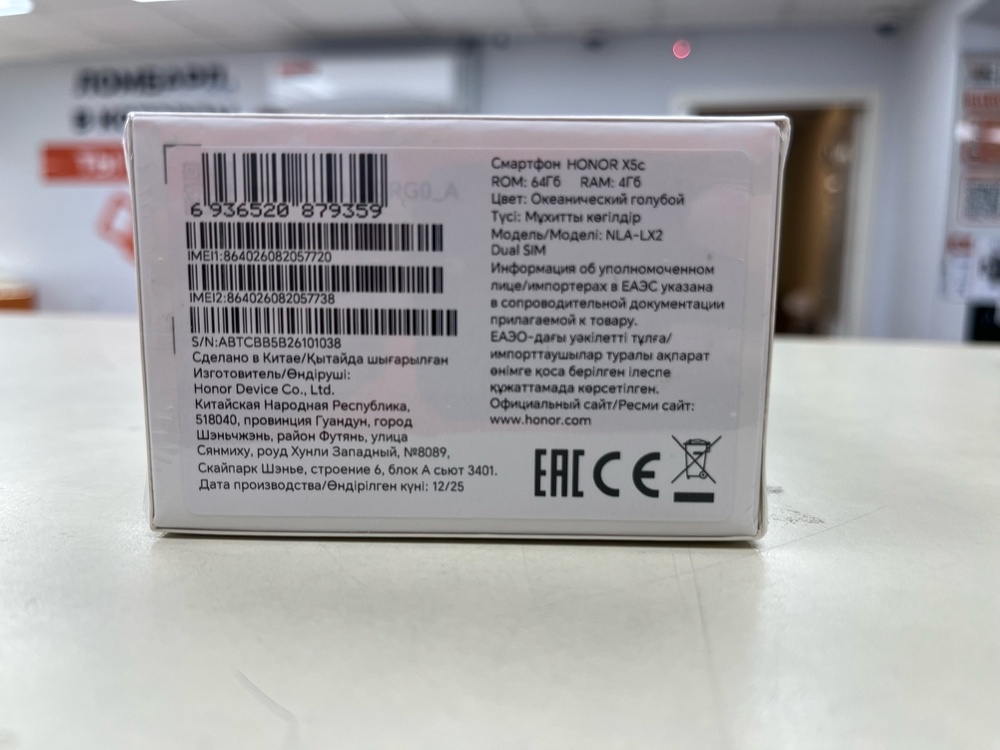 ЛОМБАРД,
6 936520 879359
RG0_A
IMEI1:864026082057720
IMEI2:864026082057738
S/N:ABTCBB5B26101038
Сделано в Китае/Қытайда шығарылған
Изготовитель/Өндіруші:
Honor Device Co., Ltd.
Китайская Народная Республика,
518040, провинция Гуандун, город
Шэньчжэнь, район Футянь, улица
Сянмиху, роуд Хунли Западный, №8089,
Скайпарк Шэнье, строение 6, блок А сьют 3401.
Дата производства/Өндірілген күні: 12/25
Смартфон HONOR X5c
ROM: 64Гб RAM: 4Гб
Цвет: Океанический голубой
Түсі: Мұхитты көгілдір
Модель/Моделі: NLA-LX2
Dual SIM
Информация об уполномоченном
лице/импортерах в ЕАЭС указана
в сопроводительной документации
прилагаемой к товару.
ЕАЭО-дағы уәкілетті тұлға/
импорттаушылар туралы ақпарат
өнімге қоса берілген ілеспе
құжаттамада көрсетілген.
Официальный сайт/Ресми сайт:
www.honor.com
EAC CE